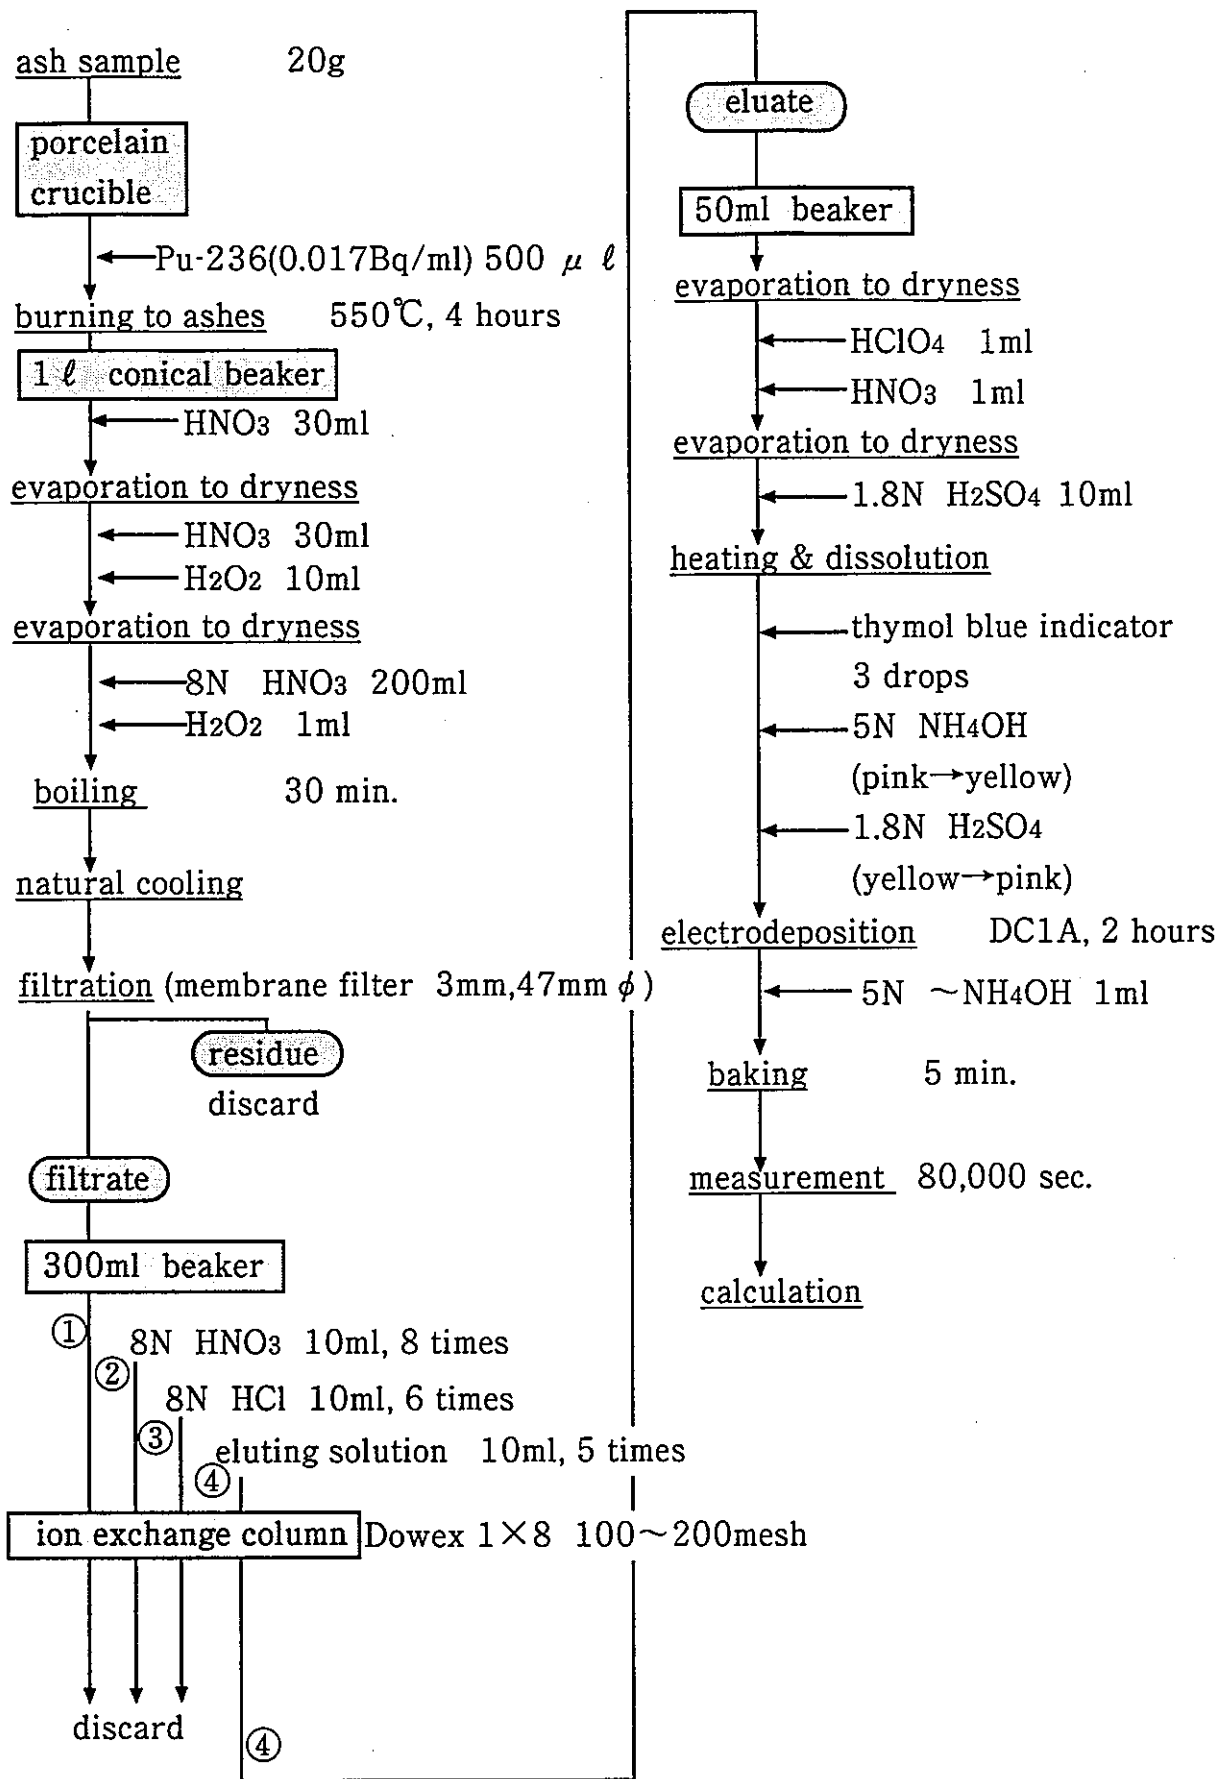 ash sample 20g
porcelain
crucible
Pu-236(0.017Bq/ml) 500 μ ℓ
burning to ashes 550℃, 4 hours
1 ℓ conical beaker
HNO3 30ml
evaporation to dryness
HNO3 30ml
H2O2 10ml
evaporation to dryness
8N HNO3 200ml
H2O2 1ml
boiling 30 min.
natural cooling
filtration (membrane filter 3mm,47mm φ)
residue
discard
filtrate
300ml beaker
①
8N HNO3 10ml, 8 times
②
8N HCl 10ml, 6 times
③
eluting solution 10ml, 5 times
④
ion exchange column Dowex 1×8 100~200mesh
discard
④
eluate
50ml beaker
evaporation to dryness
HClO4 1ml
HNO3 1ml
evaporation to dryness
1.8N H2SO4 10ml
heating & dissolution
thymol blue indicator
3 drops
5N NH4OH
(pink→yellow)
1.8N H2SO4
(yellow→pink)
electrodeposition DC1A, 2 hours
5N ~NH4OH 1ml
baking 5 min.
measurement 80,000 sec.
calculation